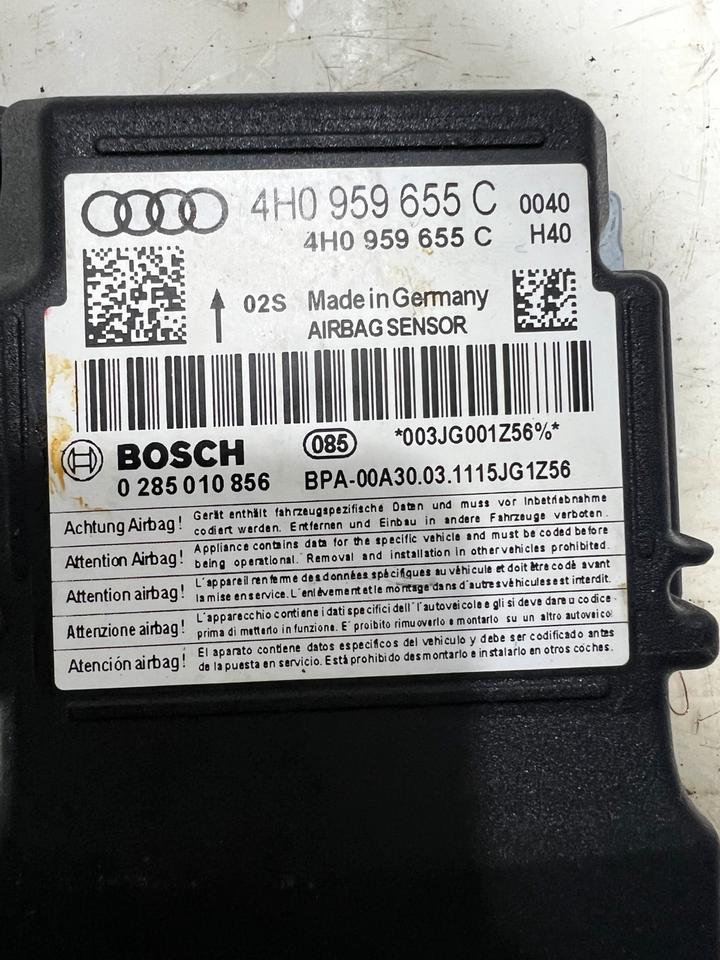 4H0 959 655 C 0040
4H0 959 655 C H40
02S Made in Germany
AIRBAG SENSOR
085 *003JG001Z56%*
BOSCH
0 285 010 856 BPA-00A30.03.1115JG1Z56
Achtung Airbag! Gerät enthält fahrzeugspezifische Daten und muss vor Inbetriebnahme
codiert werden. Entfernen und Einbau in andere Fahrzeuge verboten.
Attention Airbag! Appliance contains data for the specific vehicle and must be coded before
being operational. Removal and installation in other vehicles prohibited.
Attention airbag! L'appareil renferme des données spécifiques au véhicule et doit être codé avant
la mise en service. L'enlèvement et le montage dans d'autres véhicules est interdit.
Attenzione airbag! L'apparecchio contiene i dati specifici dell'l'autoveicolo e gli si deve dare u codice
prima di metterlo in funzione. E' proibito rimuoverlo e montarlo su un altro autoveicol
Atención airbag! El aparato contiene datos específicos del vehículo y debe ser codificado antes
de la puesta en servicio. Está prohibido desmontarlo e instalarlo en otros coches.